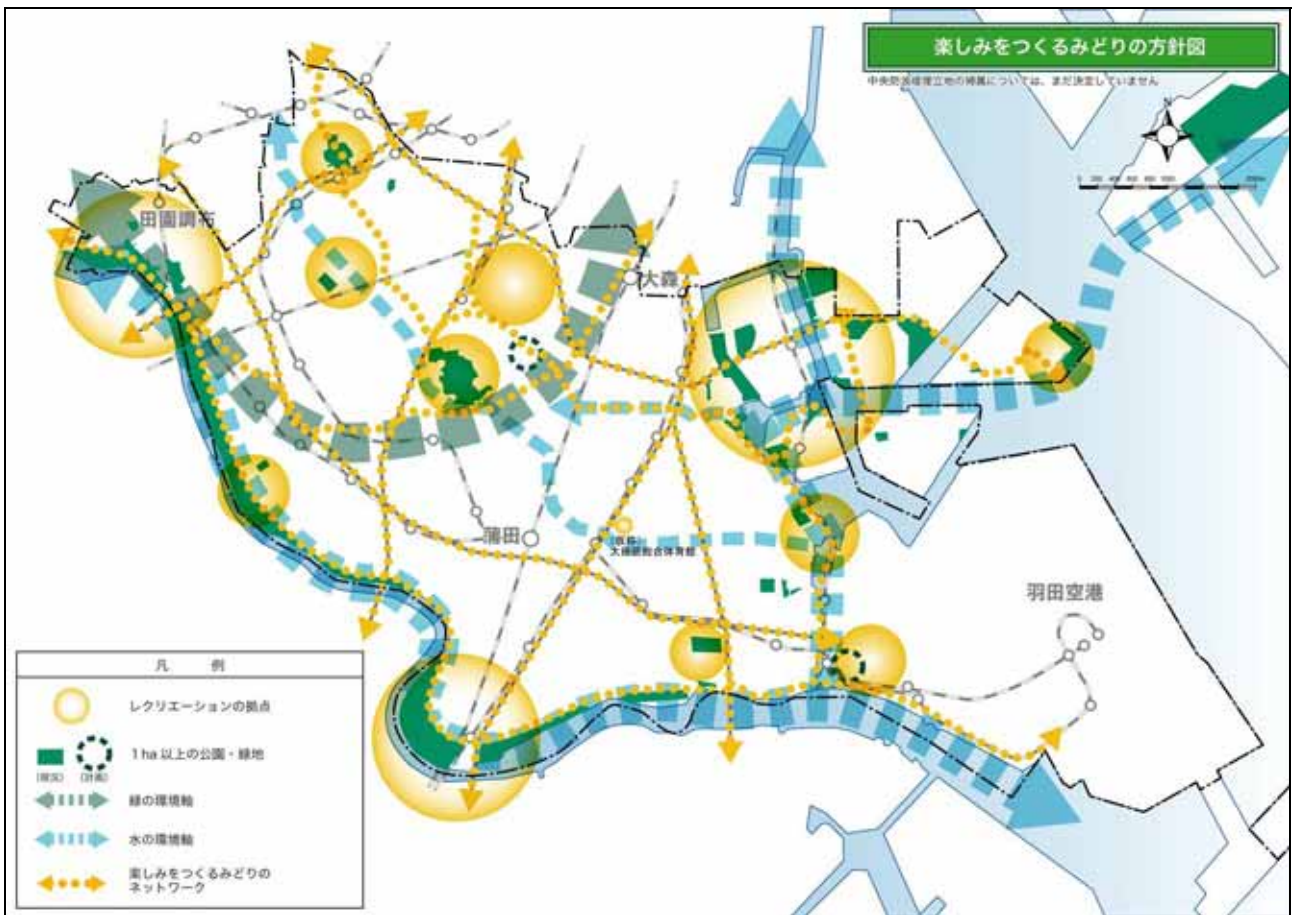 楽しみをつくるみどりの方針図
中央防波堤埋立地の帰属については、まだ決定していません
N
田園調布
大森
蒲田
(仮称)
大田区総合体育館
羽田空港
凡 例
レクリエーションの拠点
1ha以上の公園・緑地
(現況) (計画)
緑の環境軸
水の環境軸
楽しみをつくるみどりの
ネットワーク